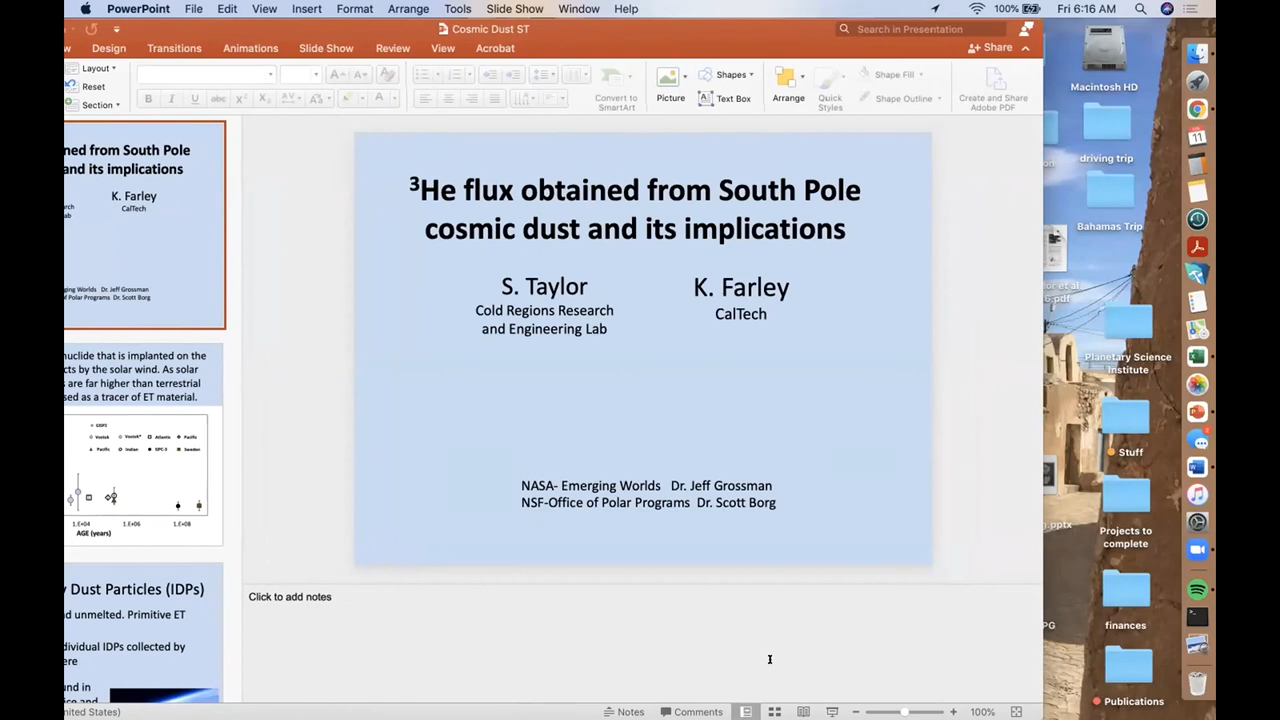 PowerPoint File Edit View Insert Format Arrange Tools Slide Show Window Help 100% Fri 6:16 AM
Cosmic Dust ST
Search in Presentation
Design Transitions Animations Slide Show Review View Acrobat
Share
Layout
Reset
Section
Convert to
SmartArt
Picture
Shapes
Text Box
Arrange
Quick
Styles
Shape Fill
Shape Outline
Create and Share
Adobe PDF
ned from South Pole
and its implications
K. Farley
CalTech
ing Worlds Dr. Jeff Grossman
of Polar Programs Dr. Scott Borg
nuclide that is implanted on the
cts by the solar wind. As solar
s are far higher than terrestrial
sed as a tracer of ET material.
Vostok Vostok* Atlantic Pacific
Pacific Indian GPC-3 Sweden
1.E+04 1.E+06 1.E+08
AGE (years)
y Dust Particles (IDPs)
nd unmelted. Primitive ET
dividual IDPs collected by
ere
und in
ice and
nited States)
³He flux obtained from South Pole
cosmic dust and its implications
S. Taylor
Cold Regions Research
and Engineering Lab
K. Farley
CalTech
NASA- Emerging Worlds Dr. Jeff Grossman
NSF-Office of Polar Programs Dr. Scott Borg
Click to add notes
Notes Comments 100%
Macintosh HD
driving trip
Bahamas Trip
Planetary Science
Institute
Stuff
Projects to
complete
finances
Publications